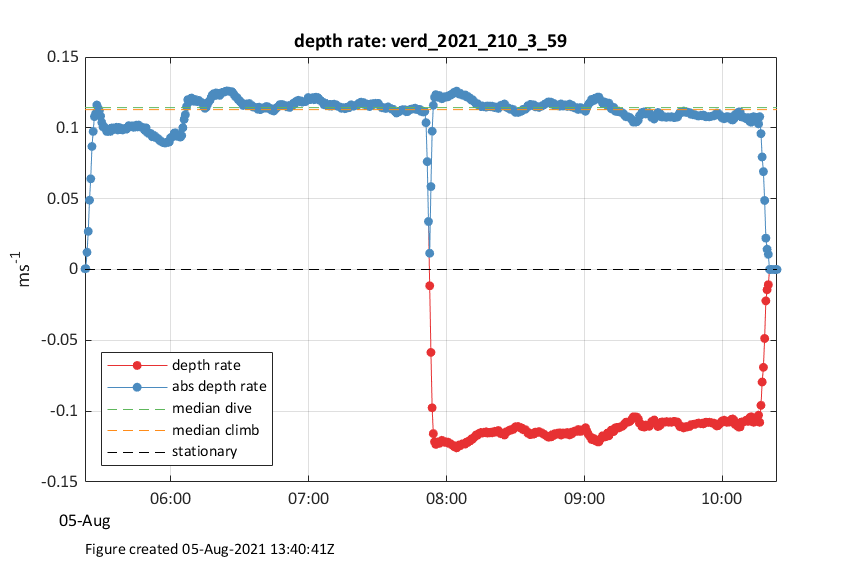 depth rate: verd_2021_210_3_59
0.15
0.1
0.05
0
-0.05
-0.1
-0.15
ms-1
depth rate
abs depth rate
median dive
median climb
stationary
06:00 07:00 08:00 09:00 10:00
05-Aug
Figure created 05-Aug-2021 13:40:41Z